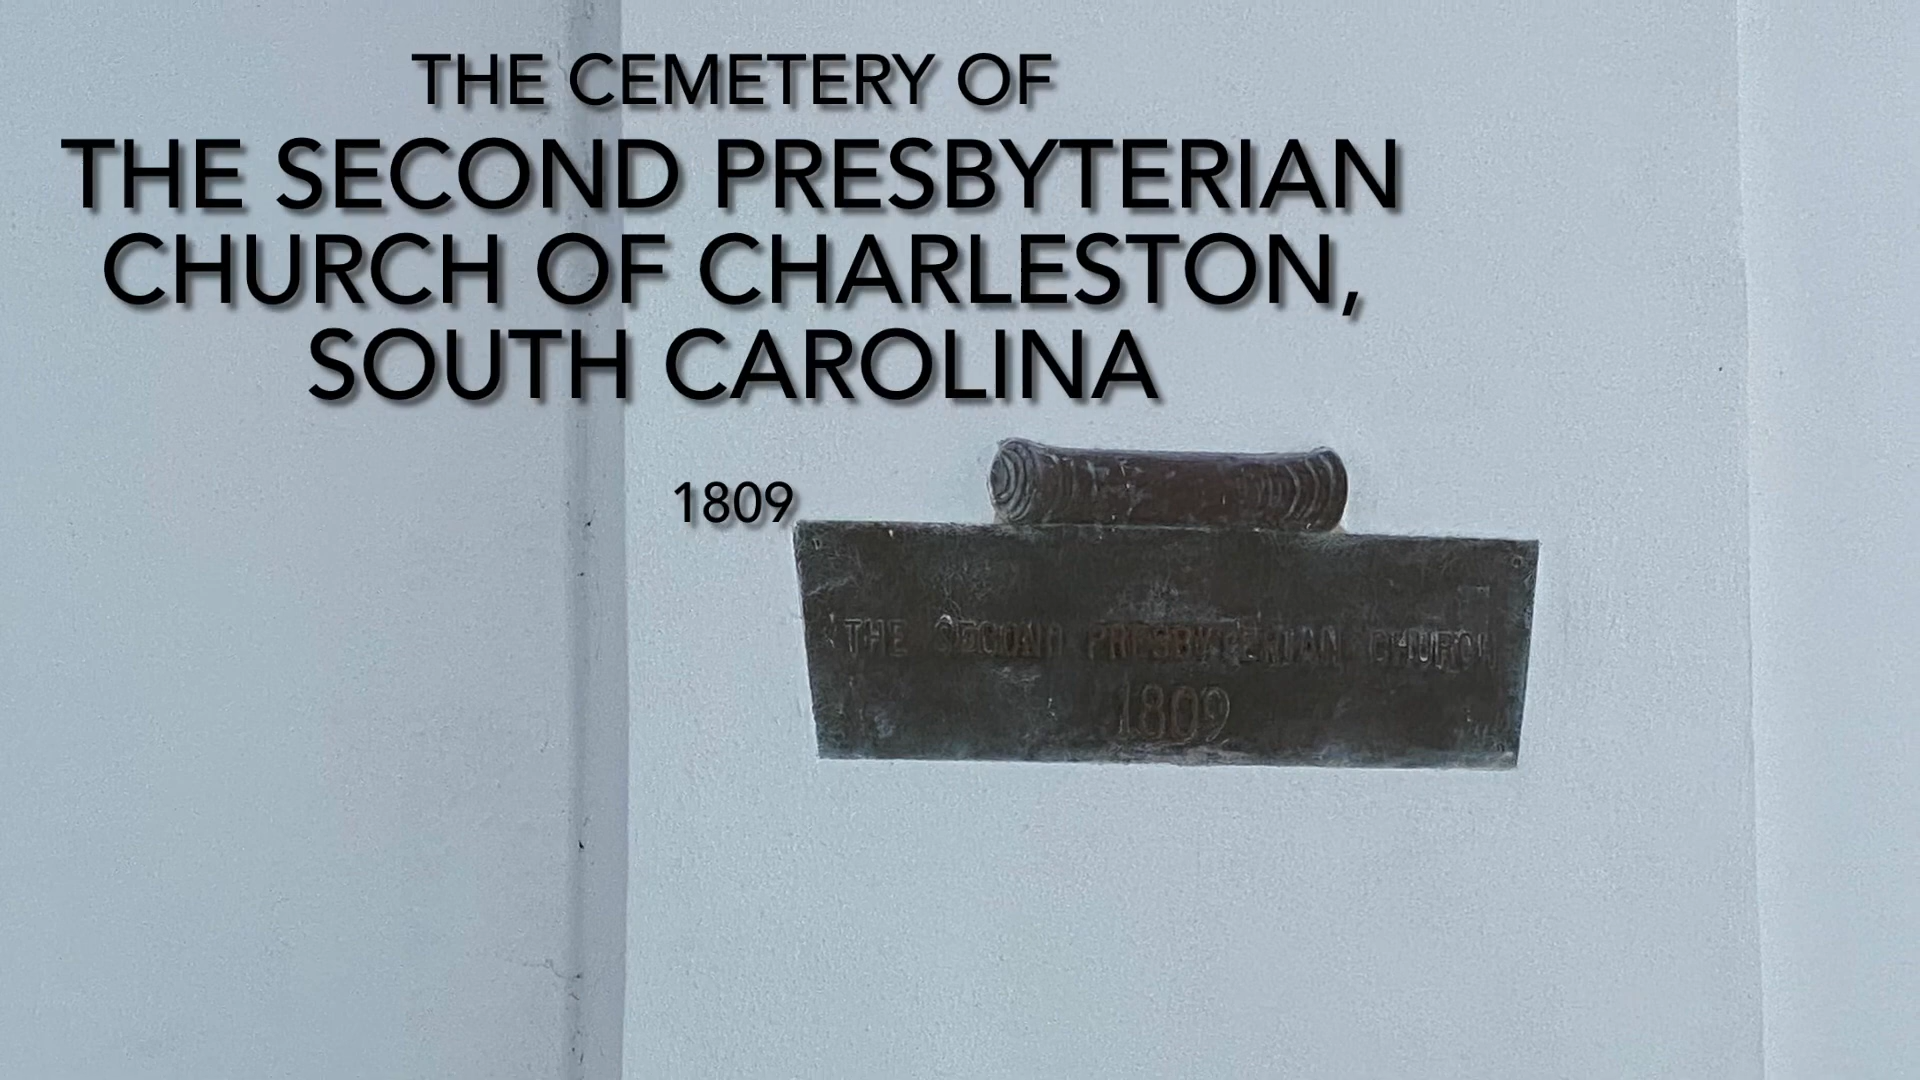 THE CEMETERY OF
THE SECOND PRESBYTERIAN
CHURCH OF CHARLESTON,
SOUTH CAROLINA
1809
THE SECOND PRESBYTERIAN CHURCH
1809